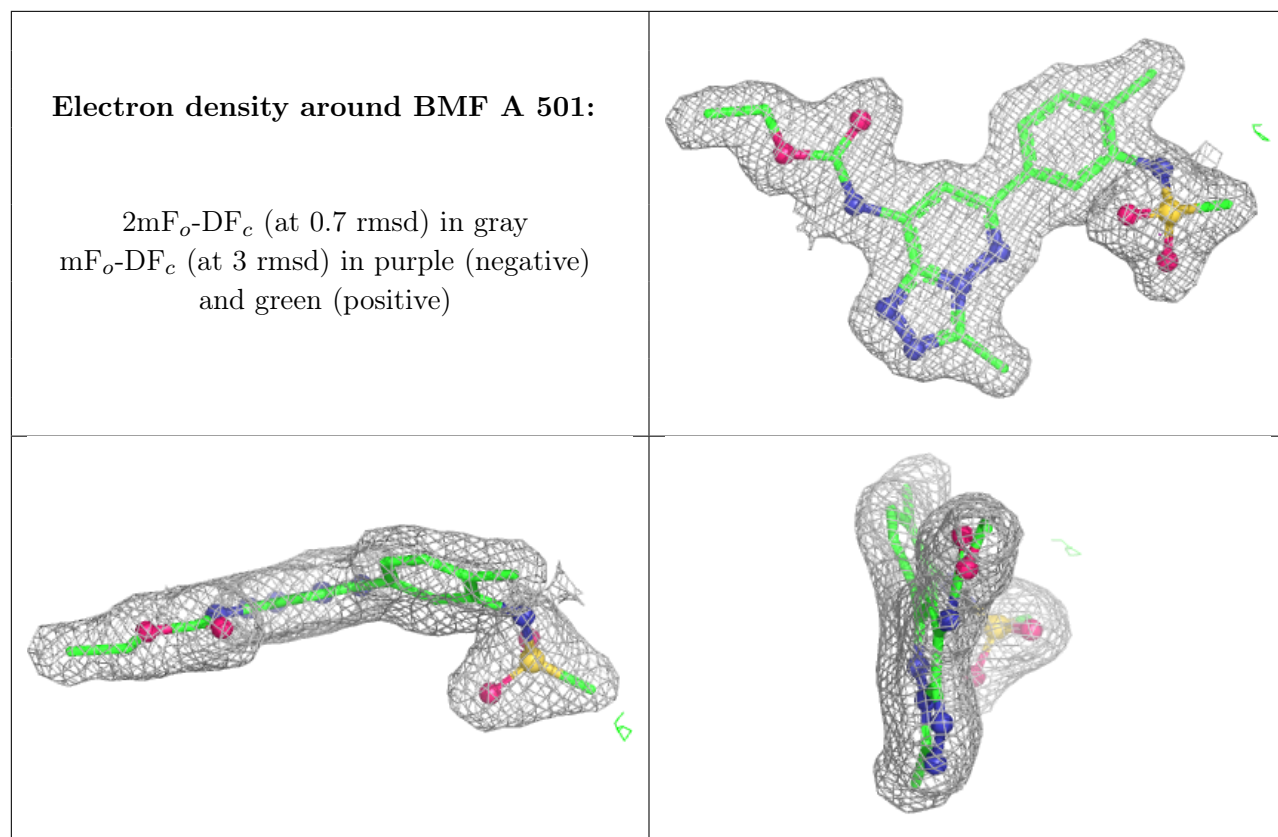 Electron density around BMF A 501:
2mFo-DFc (at 0.7 rmsd) in gray
mFo-DFc (at 3 rmsd) in purple (negative)
and green (positive)